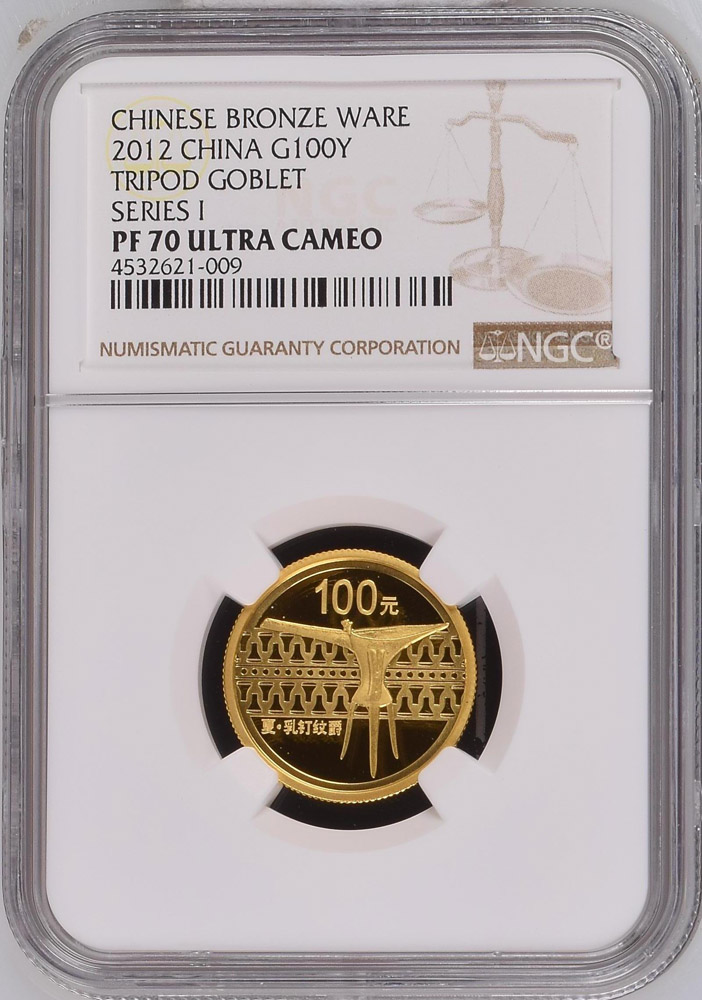 CHINESE BRONZE WARE
2012 CHINA G100Y
TRIPOD GOBLET
SERIES I
PF 70 ULTRA CAMEO
4532621-009
NUMISMATIC GUARANTY CORPORATION
NGC®
NGC
100元
夏·乳钉纹爵